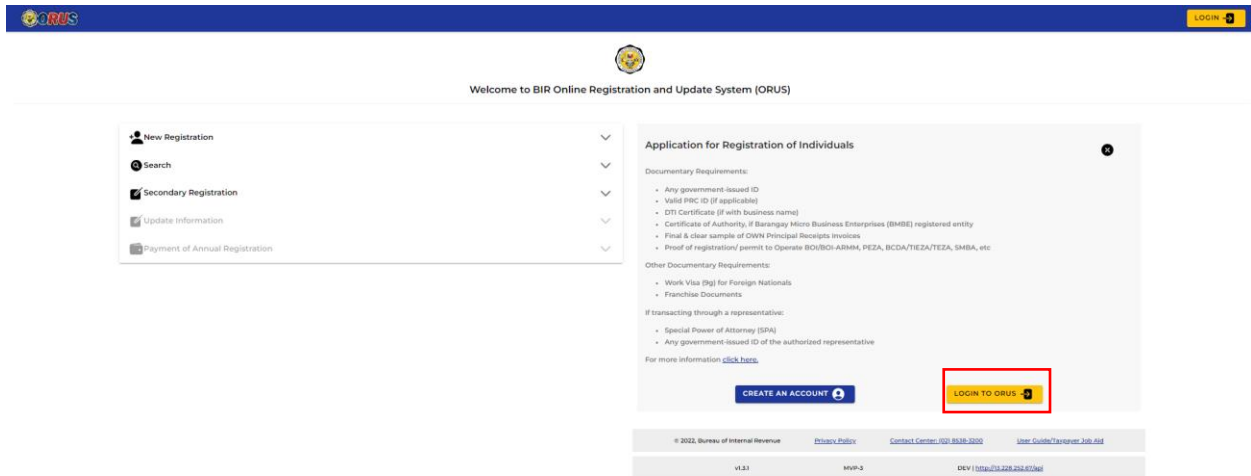 ORUS
LOGIN
Welcome to BIR Online Registration and Update System (ORUS)
New Registration
Search
Secondary Registration
Update Information
Payment of Annual Registration
Application for Registration of Individuals
Documentary Requirements:
Any government-issued ID
Valid PRC ID (if applicable)
DTI Certificate (if with business name)
Certificate of Authority, if Barangay Micro Business Enterprises (BMBE) registered entity
Final & clear sample of OWN Principal Receipts Invoices
Proof of registration/ permit to Operate BOI/BOI-ARMM, PEZA, BCDA/TIEZA/TEZA, SMBA, etc
Other Documentary Requirements:
Work Visa (9g) for Foreign Nationals
Franchise Documents
If transacting through a representative:
Special Power of Attorney (SPA)
Any government-issued ID of the authorized representative
For more information click here.
CREATE AN ACCOUNT
LOGIN TO ORUS
© 2022, Bureau of Internal Revenue Privacy Policy Contact Center: (02) 8538-3200 User Guide/Taxpayer Job Aid
v1.3.1 MVP-3 DEV | http://13.228.252.67/api